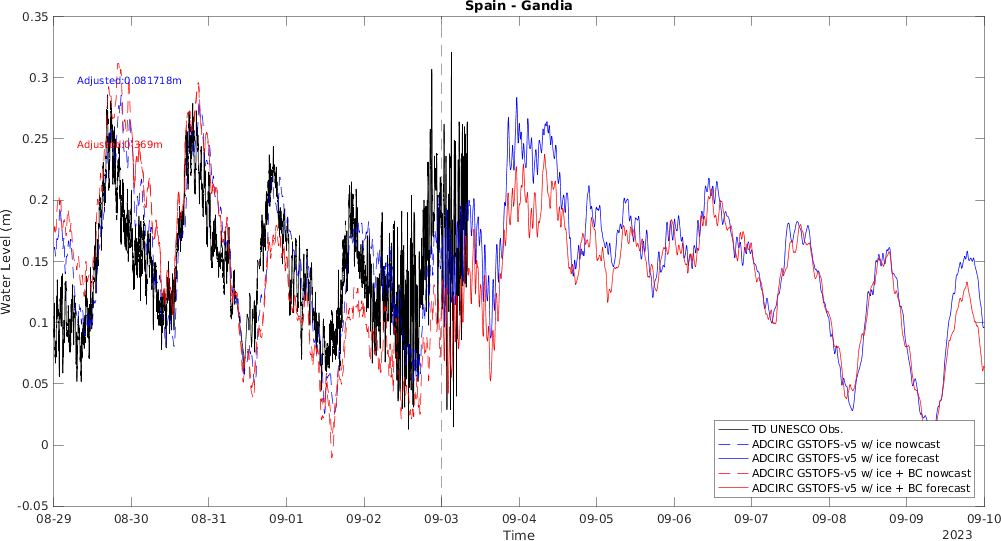 Spain - Gandia
0.35
0.3
0.25
0.2
0.15
0.1
0.05
0
-0.05
Water Level (m)
Adjusted:0.081718m
Adjusted:0.369m
TD UNESCO Obs.
ADCIRC GSTOFS-v5 w/ ice nowcast
ADCIRC GSTOFS-v5 w/ ice forecast
ADCIRC GSTOFS-v5 w/ ice + BC nowcast
ADCIRC GSTOFS-v5 w/ ice + BC forecast
08-29 08-30 08-31 09-01 09-02 09-03 09-04 09-05 09-06 09-07 09-08 09-09 09-10
Time
2023